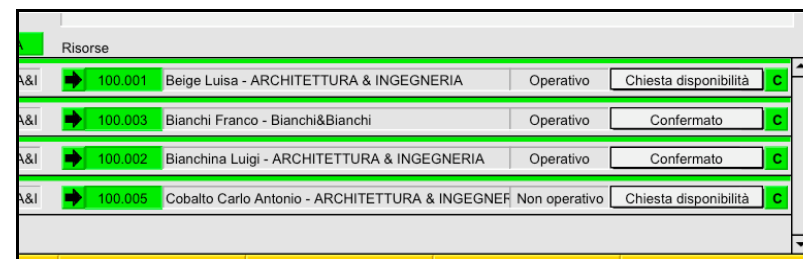 Risorse
A&I 100.001 Beige Luisa - ARCHITETTURA & INGEGNERIA Operativo Chiesta disponibilità C
A&I 100.003 Bianchi Franco - Bianchi&Bianchi Operativo Confermato C
A&I 100.002 Bianchina Luigi - ARCHITETTURA & INGEGNERIA Operativo Confermato C
A&I 100.005 Cobalto Carlo Antonio - ARCHITETTURA & INGEGNER Non operativo Chiesta disponibilità C